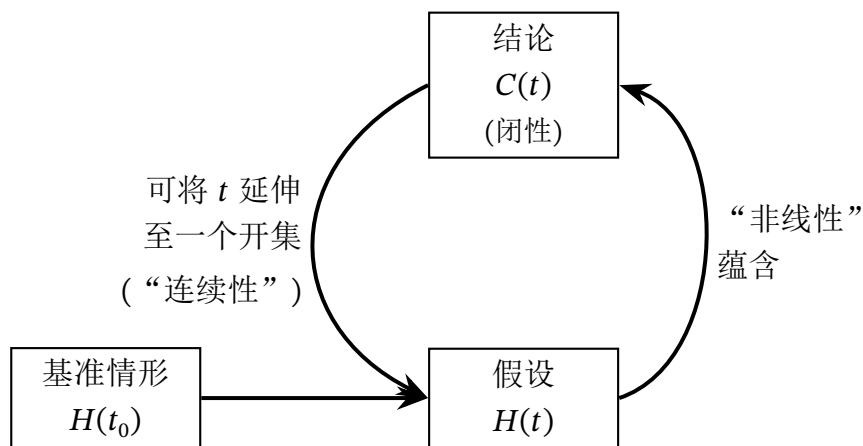 结论
C(t)
(闭性)
可将 t 延伸
至一个开集
(“连续性”)
“非线性”
蕴含
基准情形
H(t₀)
假设
H(t)